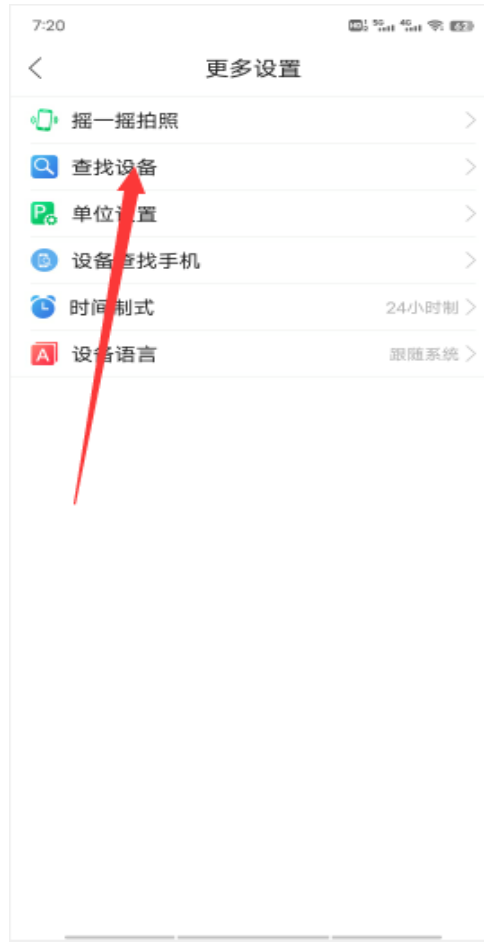 7:20
更多设置
摇一摇拍照
查找设备
单位设置
设备查找手机
时间制式 24小时制
设备语言 跟随系统